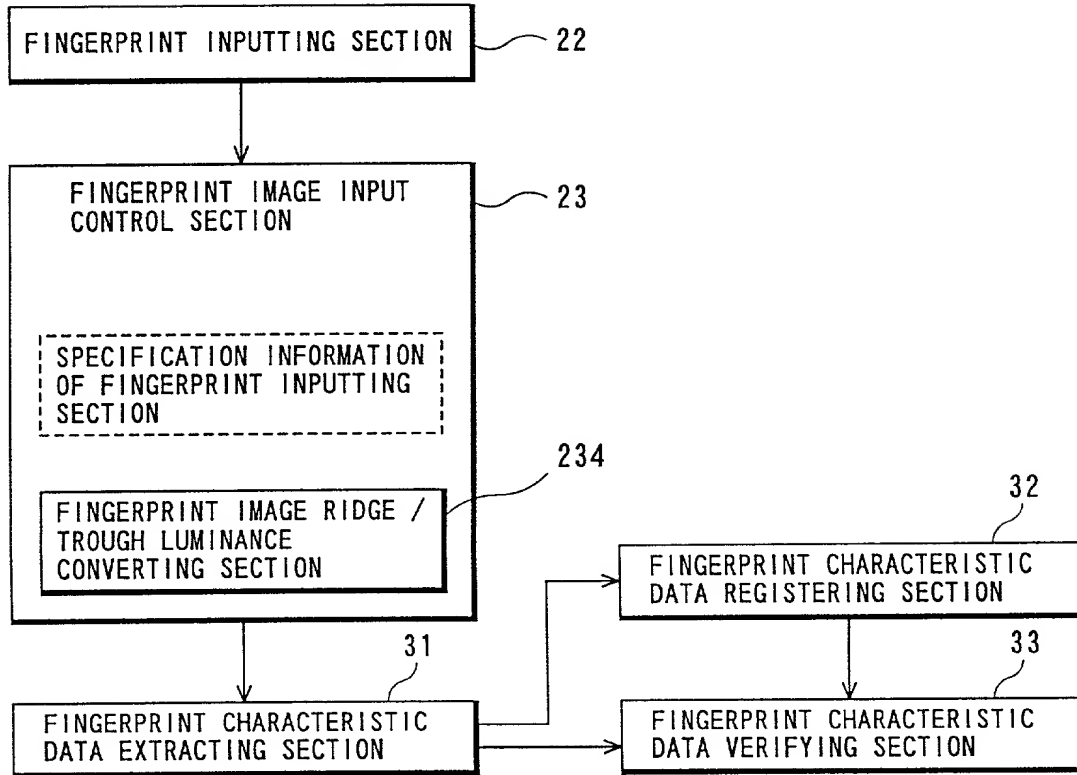 FINGERPRINT INPUTTING SECTION
22
FINGERPRINT IMAGE INPUT
CONTROL SECTION
23
SPECIFICATION INFORMATION
OF FINGERPRINT INPUTTING
SECTION
234
FINGERPRINT IMAGE RIDGE /
TROUGH LUMINANCE
CONVERTING SECTION
32
FINGERPRINT CHARACTERISTIC
DATA REGISTERING SECTION
31
FINGERPRINT CHARACTERISTIC
DATA EXTRACTING SECTION
33
FINGERPRINT CHARACTERISTIC
DATA VERIFYING SECTION